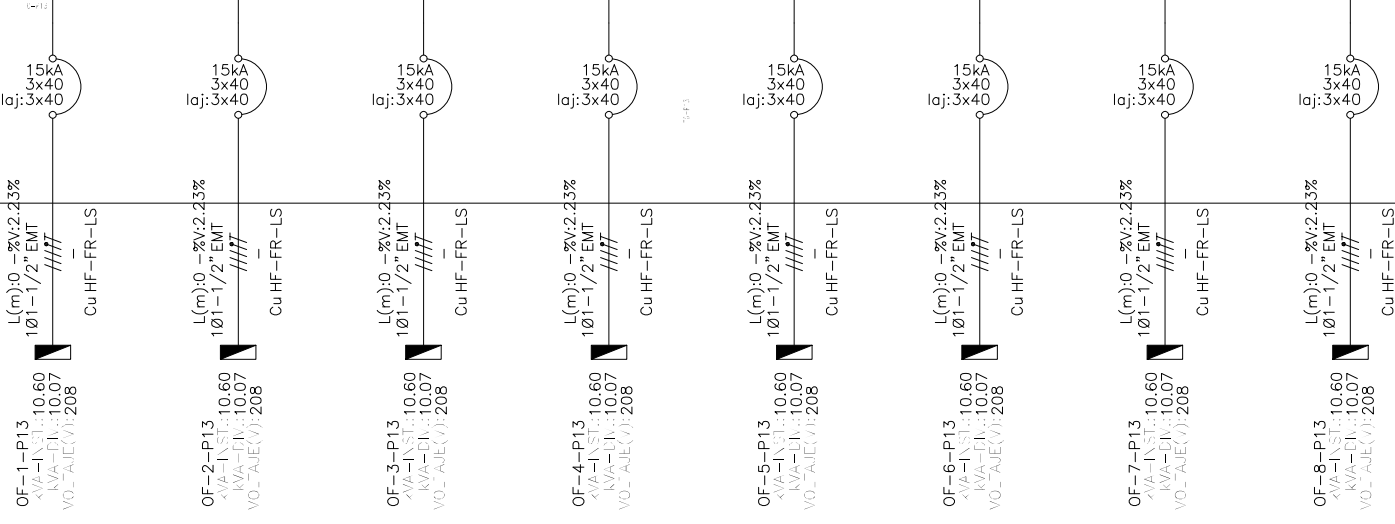 15kA
3x40
Iaj:3x40
L(m):0 -%V:2.23%
1Ø1-1/2" EMT
-
Cu HF-FR-LS
OF-1-P13
kVA-INST.:10.60
kVA-DIV.:10.07
VOLTAJE(V):208
15kA
3x40
Iaj:3x40
L(m):0 -%V:2.23%
1Ø1-1/2" EMT
-
Cu HF-FR-LS
OF-2-P13
kVA-INST.:10.60
kVA-DIV.:10.07
VOLTAJE(V):208
15kA
3x40
Iaj:3x40
L(m):0 -%V:2.23%
1Ø1-1/2" EMT
-
Cu HF-FR-LS
OF-3-P13
kVA-INST.:10.60
kVA-DIV.:10.07
VOLTAJE(V):208
15kA
3x40
Iaj:3x40
L(m):0 -%V:2.23%
1Ø1-1/2" EMT
-
Cu HF-FR-LS
OF-4-P13
kVA-INST.:10.60
kVA-DIV.:10.07
VOLTAJE(V):208
15kA
3x40
Iaj:3x40
L(m):0 -%V:2.23%
1Ø1-1/2" EMT
-
Cu HF-FR-LS
OF-5-P13
kVA-INST.:10.60
kVA-DIV.:10.07
VOLTAJE(V):208
15kA
3x40
Iaj:3x40
L(m):0 -%V:2.23%
1Ø1-1/2" EMT
-
Cu HF-FR-LS
OF-6-P13
kVA-INST.:10.60
kVA-DIV.:10.07
VOLTAJE(V):208
15kA
3x40
Iaj:3x40
L(m):0 -%V:2.23%
1Ø1-1/2" EMT
-
Cu HF-FR-LS
OF-7-P13
kVA-INST.:10.60
kVA-DIV.:10.07
VOLTAJE(V):208
15kA
3x40
Iaj:3x40
L(m):0 -%V:2.23%
1Ø1-1/2" EMT
-
Cu HF-FR-LS
OF-8-P13
kVA-INST.:10.60
kVA-DIV.:10.07
VOLTAJE(V):208